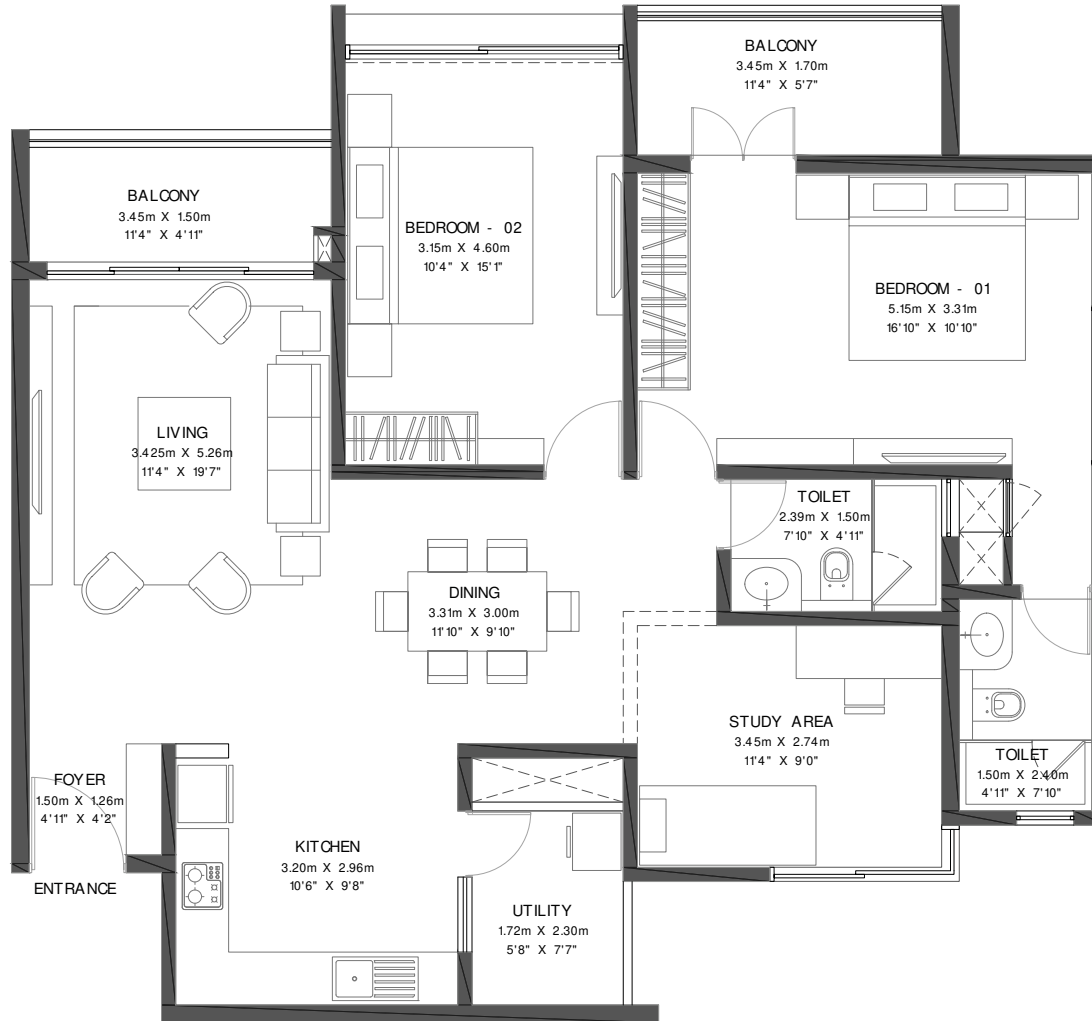 BALCONY
3.45m X 1.70m
11'4" X 5'7"
BALCONY
3.45m X 1.50m
11'4" X 4'11"
BEDROOM - 02
3.15m X 4.60m
10'4" X 15'1"
BEDROOM - 01
5.15m X 3.31m
16'10" X 10'10"
LIVING
3.425m X 5.26m
11'4" X 19'7"
TOILET
2.39m X 1.50m
7'10" X 4'11"
DINING
3.31m X 3.00m
11'10" X 9'10"
STUDY AREA
3.45m X 2.74m
11'4" X 9'0"
TOILET
1.50m X 2.40m
4'11" X 7'10"
FOYER
1.50m X 1.26m
4'11" X 4'2"
ENTRANCE
KITCHEN
3.20m X 2.96m
10'6" X 9'8"
UTILITY
1.72m X 2.30m
5'8" X 7'7"